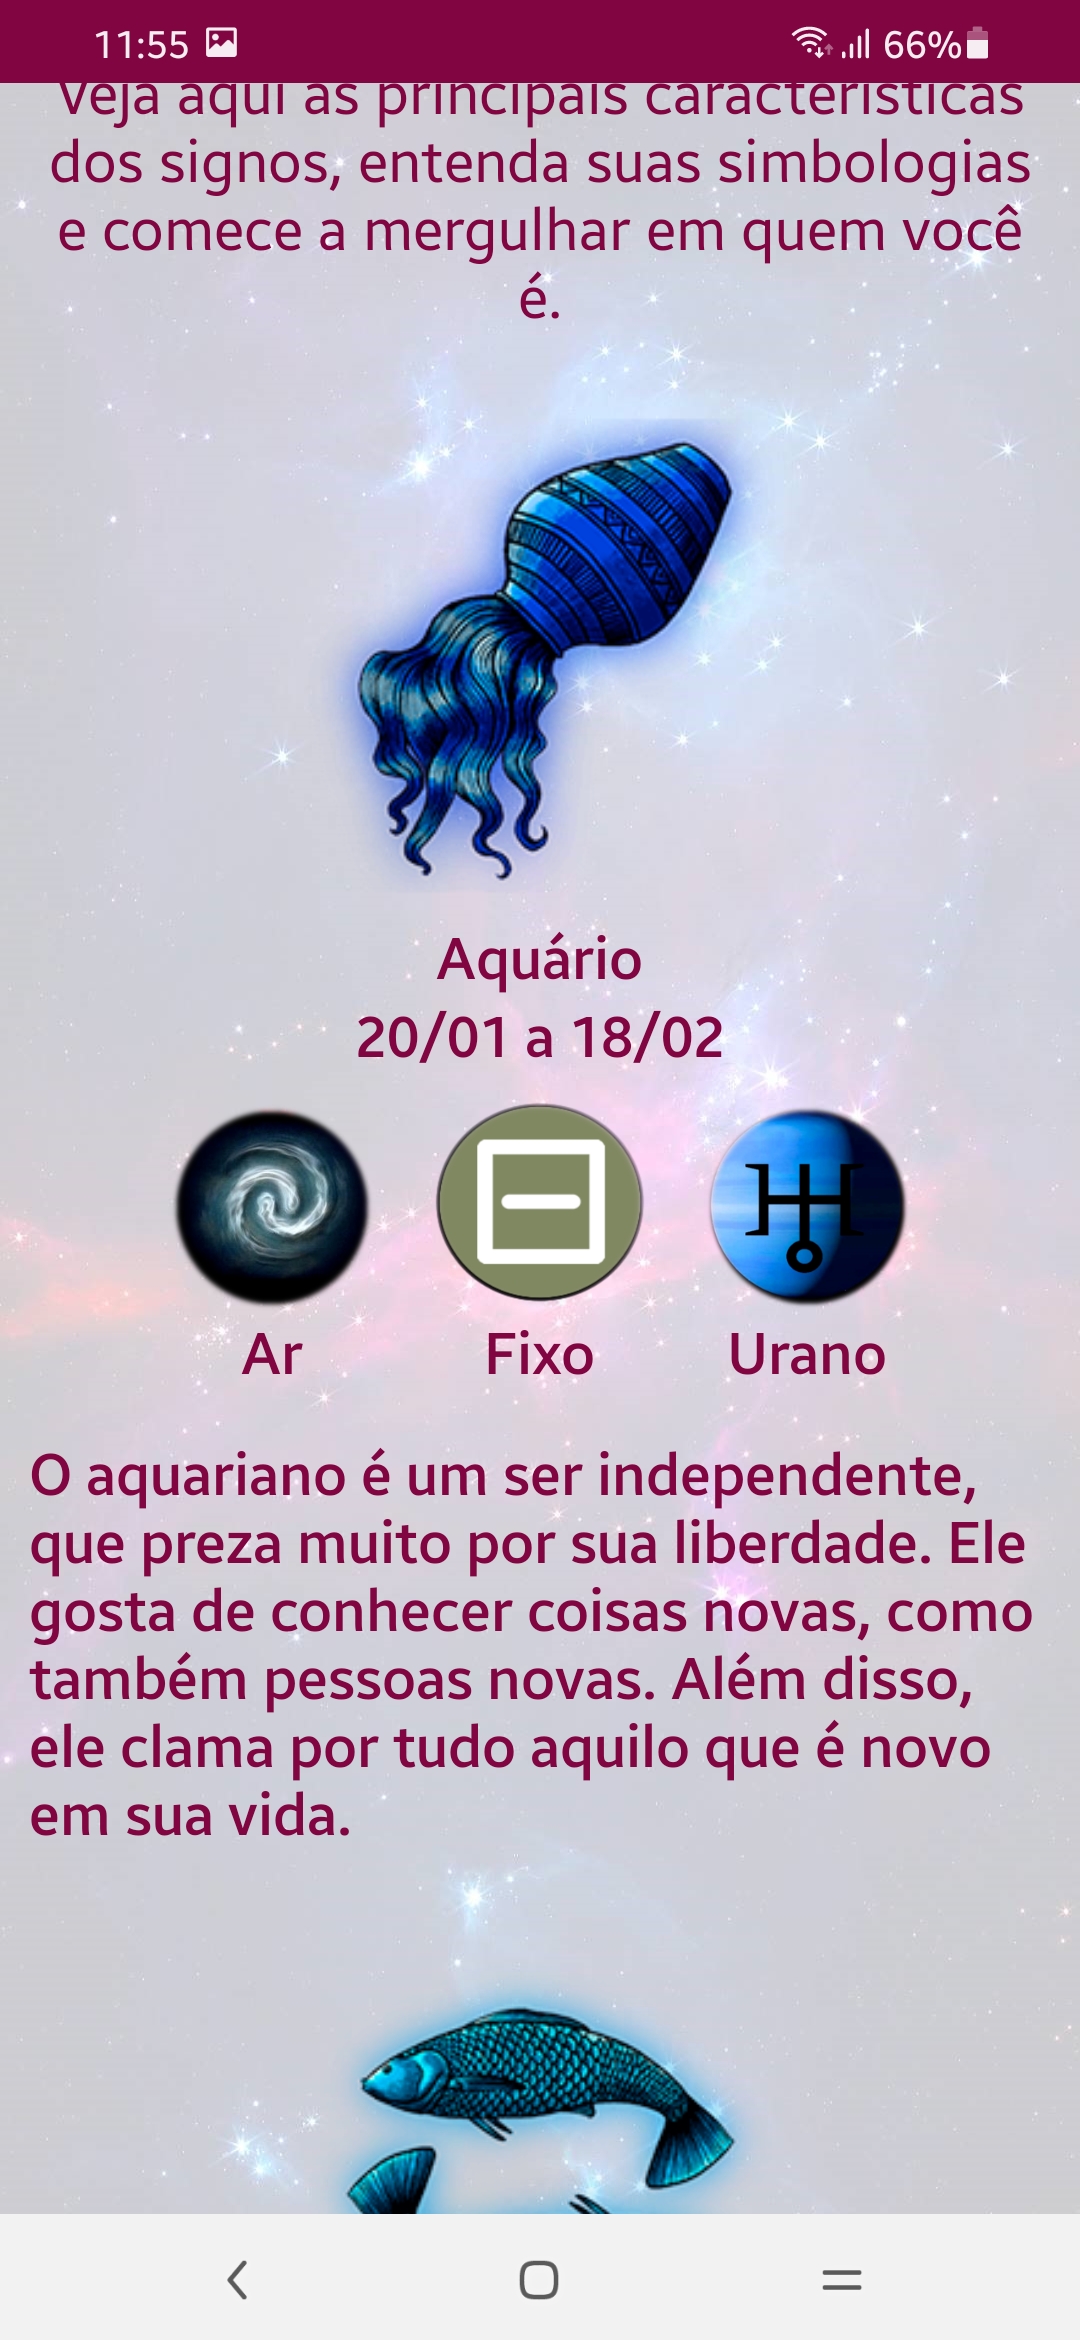 11:55
66%
Veja aqui as principais características
dos signos, entenda suas simbologias
e comece a mergulhar em quem você
é.
Aquário
20/01 a 18/02
Ar
Fixo
Urano
O aquariano é um ser independente,
que preza muito por sua liberdade. Ele
gosta de conhecer coisas novas, como
também pessoas novas. Além disso,
ele clama por tudo aquilo que é novo
em sua vida.